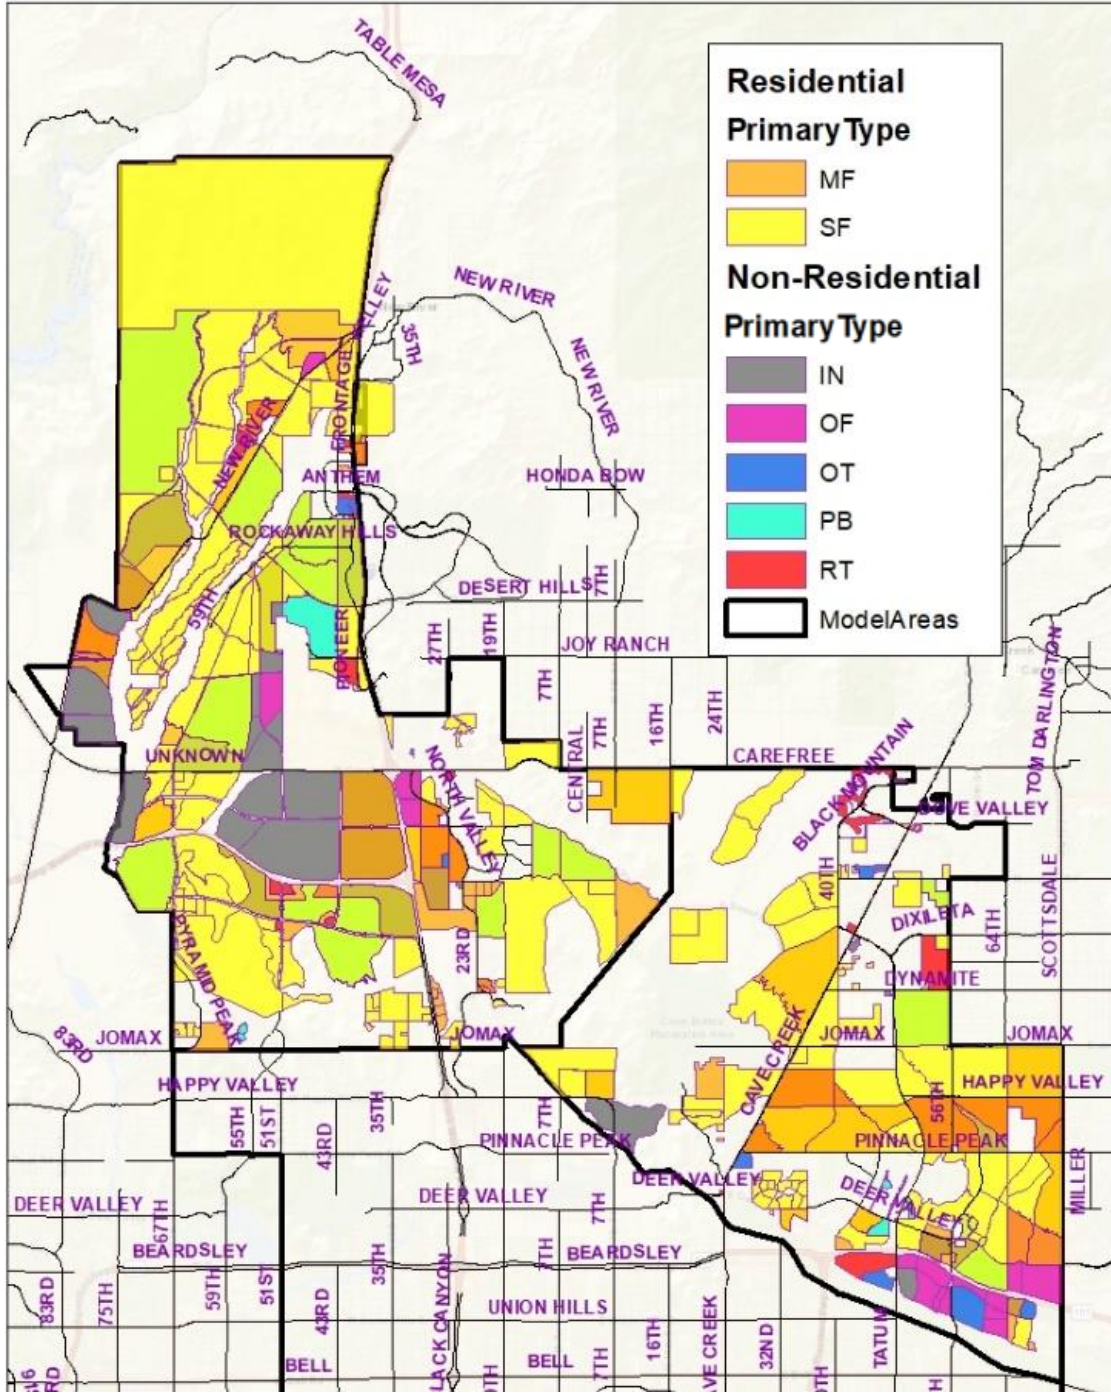 TABLE MESA
Residential
Primary Type
MF
SF
Non-Residential
Primary Type
IN
OF
OT
PB
RT
ModelAreas
NEW RIVER
35TH
NEW RIVER
FRONTAGE
NEW RIVER
ANTHEM
HONDA BOW
ROCKAWAY HILLS
DESERT HILLS
7TH
59TH
PIONEER
27TH
19TH
JOY RANCH
7TH
CENTRAL
7TH
16TH
24TH
TOM DARLINGTON
UNKNOWN
CAREFREE
NORTH VALLEY
BLACK MOUNTAIN
40TH
DIXILETA
64TH
SCOTTSDALE
PYRAMID PEAK
23RD
DYNAMITE
83RD
JOMAX
JOMAX
JOMAX
JOMAX
CAVE CREEK
HAPPY VALLEY
HAPPY VALLEY
55TH
51ST
43RD
35TH
7TH
56TH
PINNACLE PEAK
PINNACLE PEAK
DEER VALLEY
DEER VALLEY
DEER VALLEY
DEER VALLEY
MILLER
67TH
7TH
BEARDSLEY
BEARDSLEY
83RD
75TH
59TH
51ST
43RD
35TH
7TH
UNION HILLS
BELL
BELL
7TH
16TH
32ND
TATUM